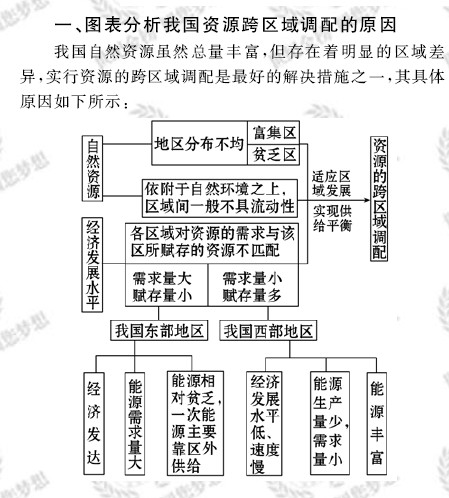 一、图表分析我国资源跨区域调配的原因
我国自然资源虽然总量丰富,但存在着明显的区域差
异,实行资源的跨区域调配是最好的解决措施之一,其具体
原因如下所示:
自然资源
地区分布不均
富集区
贫乏区
依附于自然环境之上,
区域间一般不具流动性
适应区
域发展
实现供
给平衡
资源的跨区域调配
经济发展水平
各区域对资源的需求与该
区所赋存的资源不匹配
需求量大
赋存量小
需求量小
赋存量多
我国东部地区
我国西部地区
经济发达
能源需求量大
能源相
对贫乏,
一次能
源主要
靠区外
供给
经济
发展
水平
低、
速度
慢
能源
生产
量少,
需求
量小
能源丰富